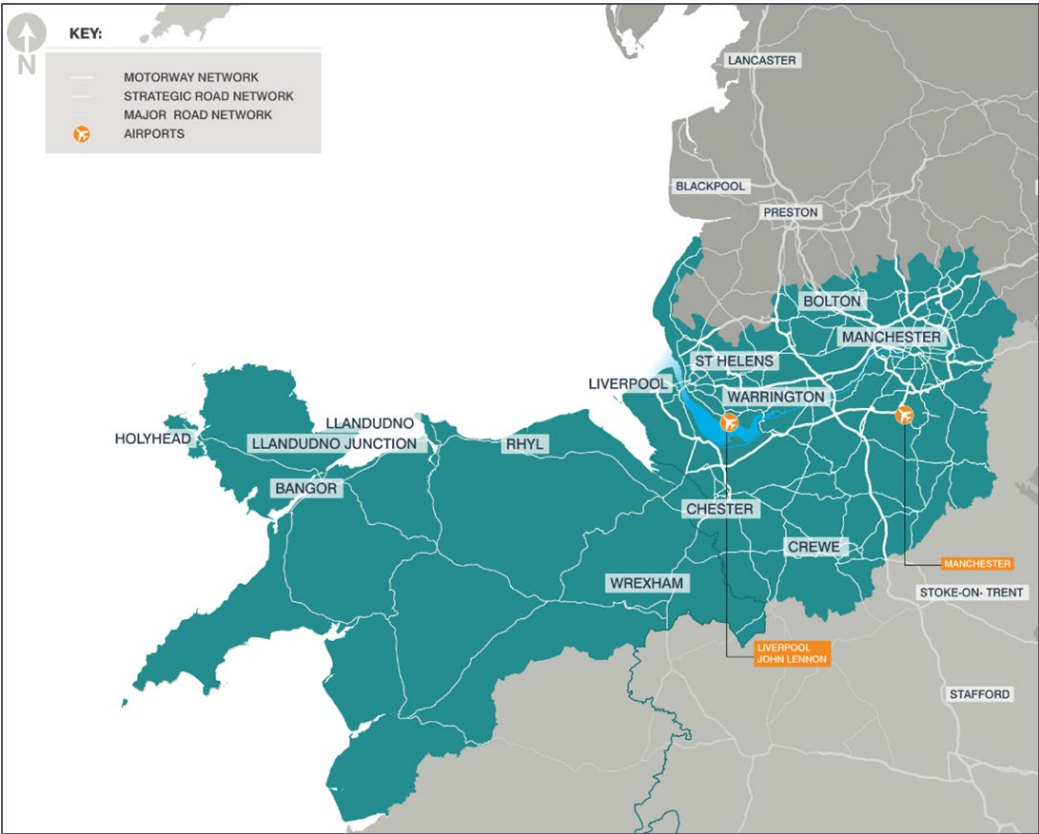 KEY:
N
MOTORWAY NETWORK
STRATEGIC ROAD NETWORK
MAJOR ROAD NETWORK
AIRPORTS
LANCASTER
BLACKPOOL
PRESTON
BOLTON
MANCHESTER
ST HELENS
LIVERPOOL
WARRINGTON
LLANDUDNO
HOLYHEAD
LLANDUDNO JUNCTION
RHYL
BANGOR
CHESTER
CREWE
MANCHESTER
WREXHAM
STOKE-ON- TRENT
LIVERPOOL
JOHN LENNON
STAFFORD